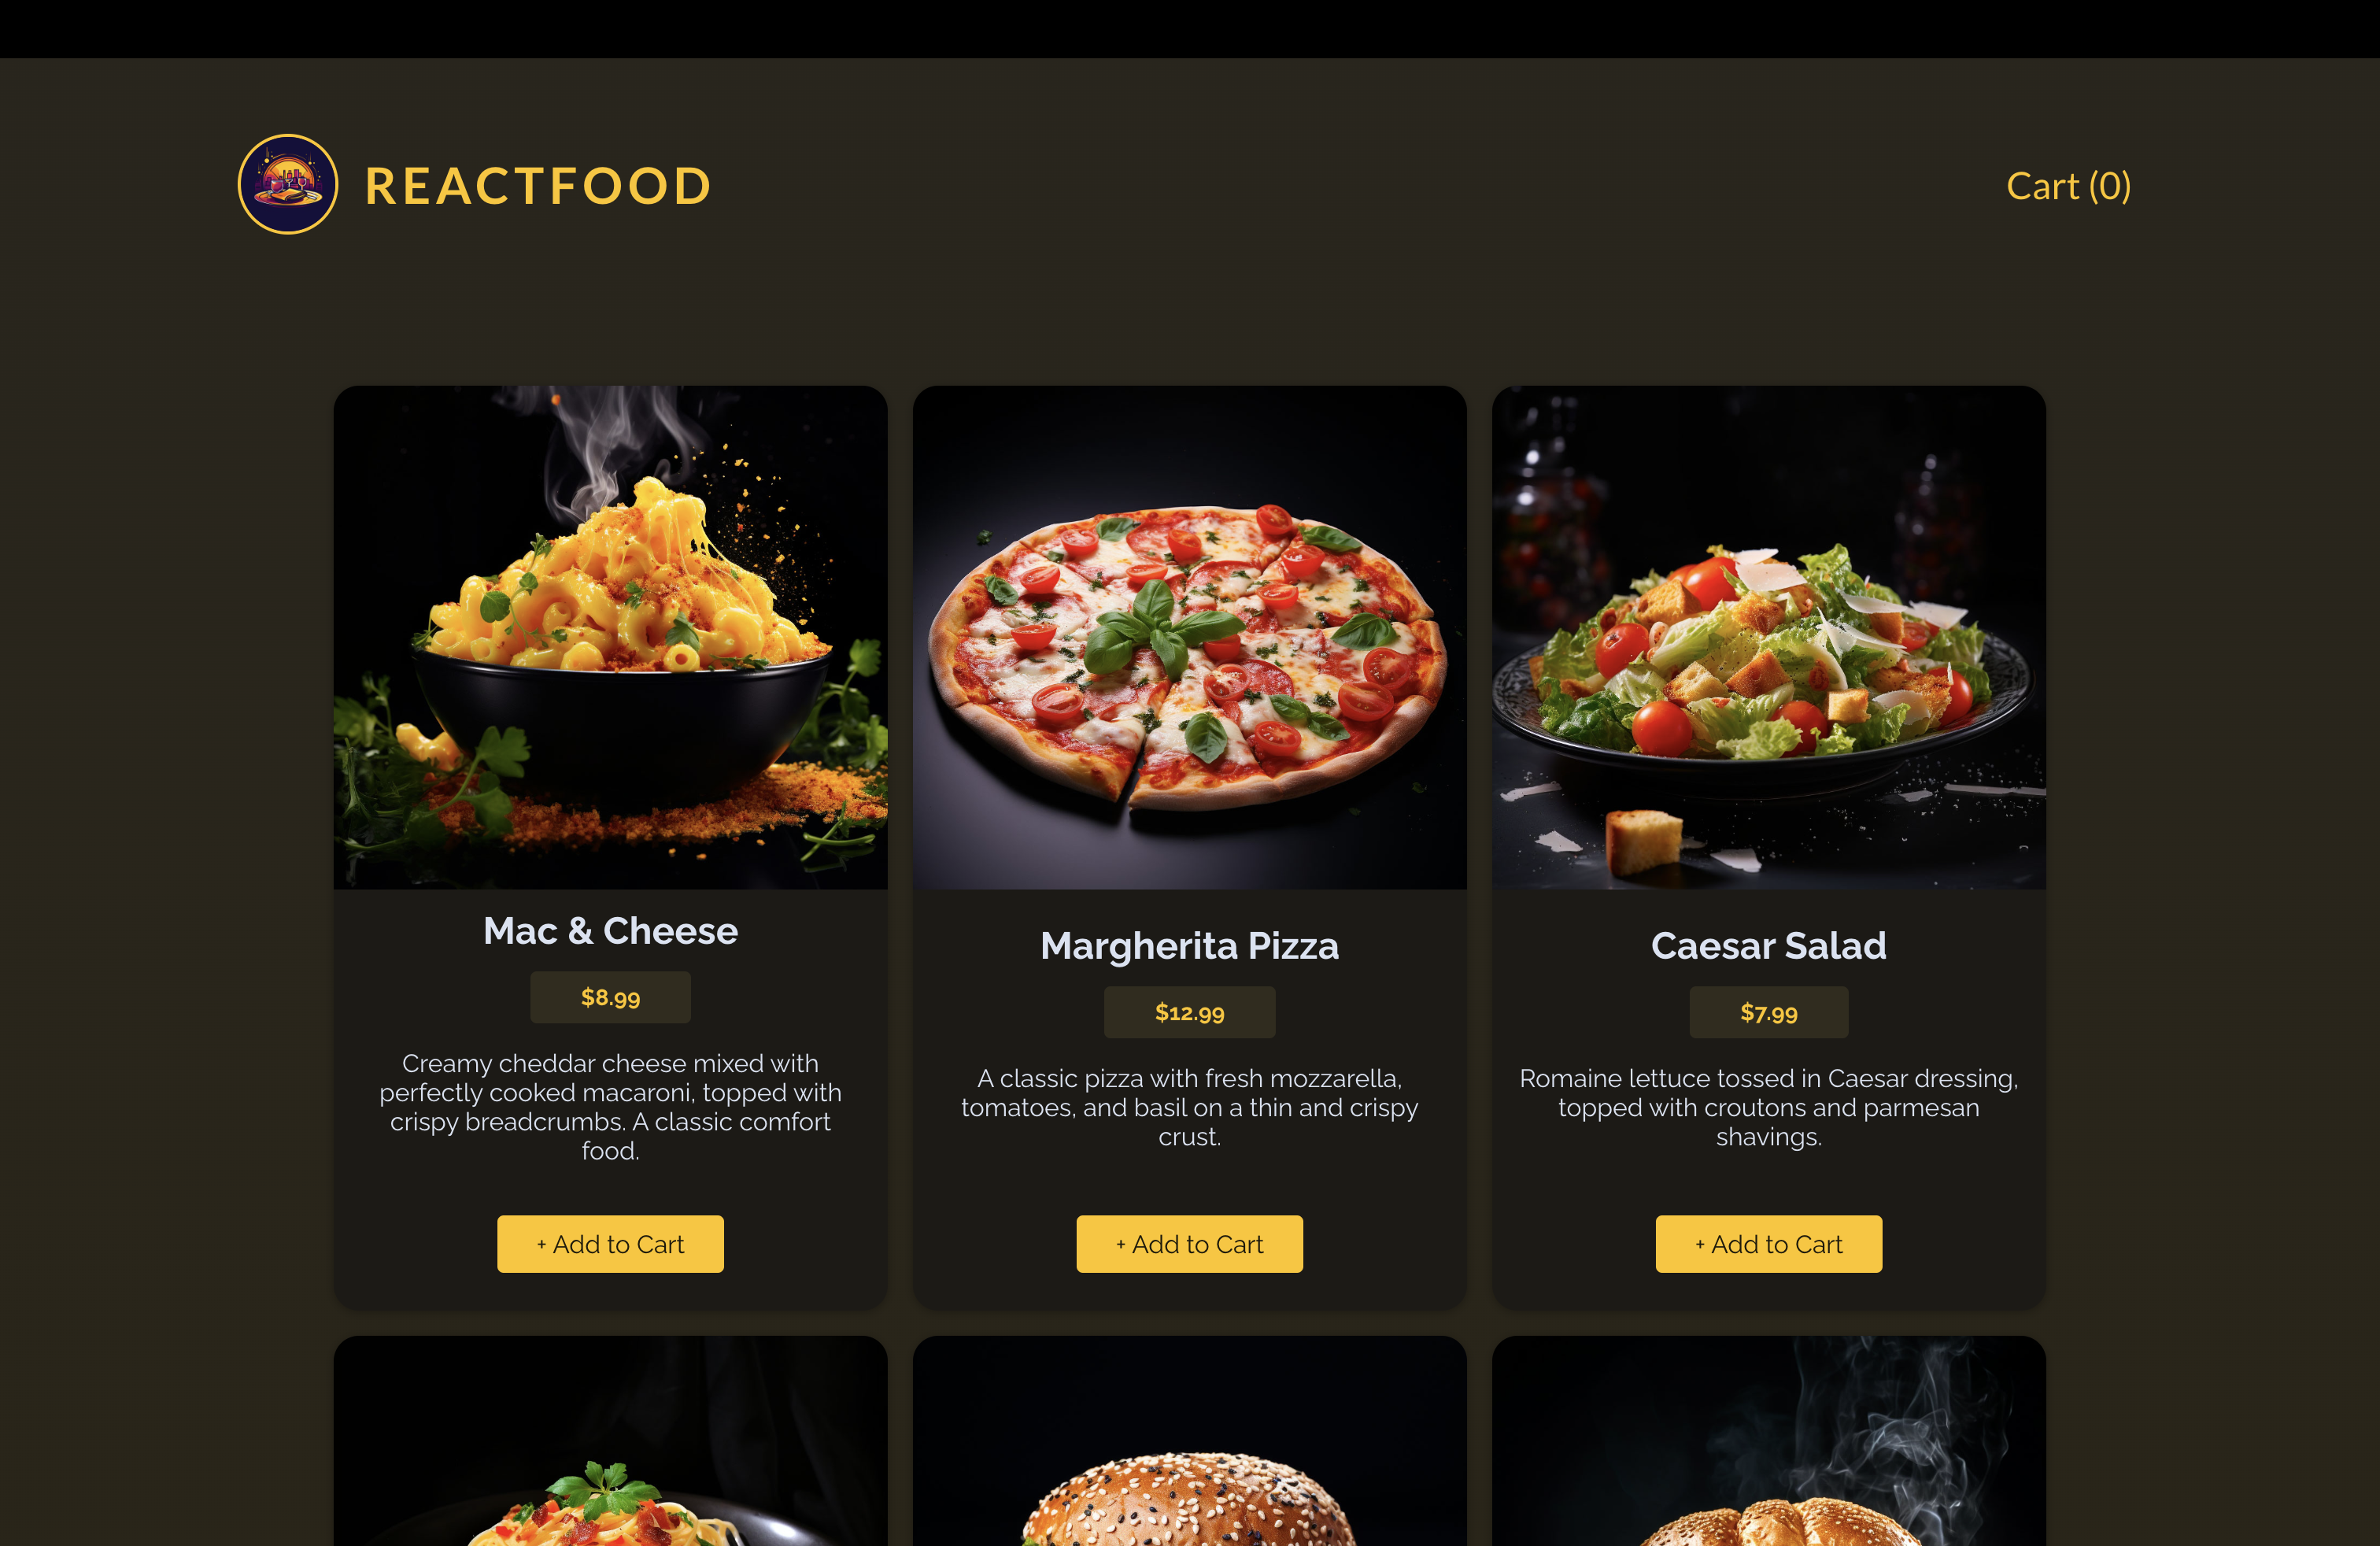 REACTFOOD
Cart (0)
Mac & Cheese
$8.99
Creamy cheddar cheese mixed with
perfectly cooked macaroni, topped with
crispy breadcrumbs. A classic comfort
food.
+ Add to Cart
Margherita Pizza
$12.99
A classic pizza with fresh mozzarella,
tomatoes, and basil on a thin and crispy
crust.
+ Add to Cart
Caesar Salad
$7.99
Romaine lettuce tossed in Caesar dressing,
topped with croutons and parmesan
shavings.
+ Add to Cart